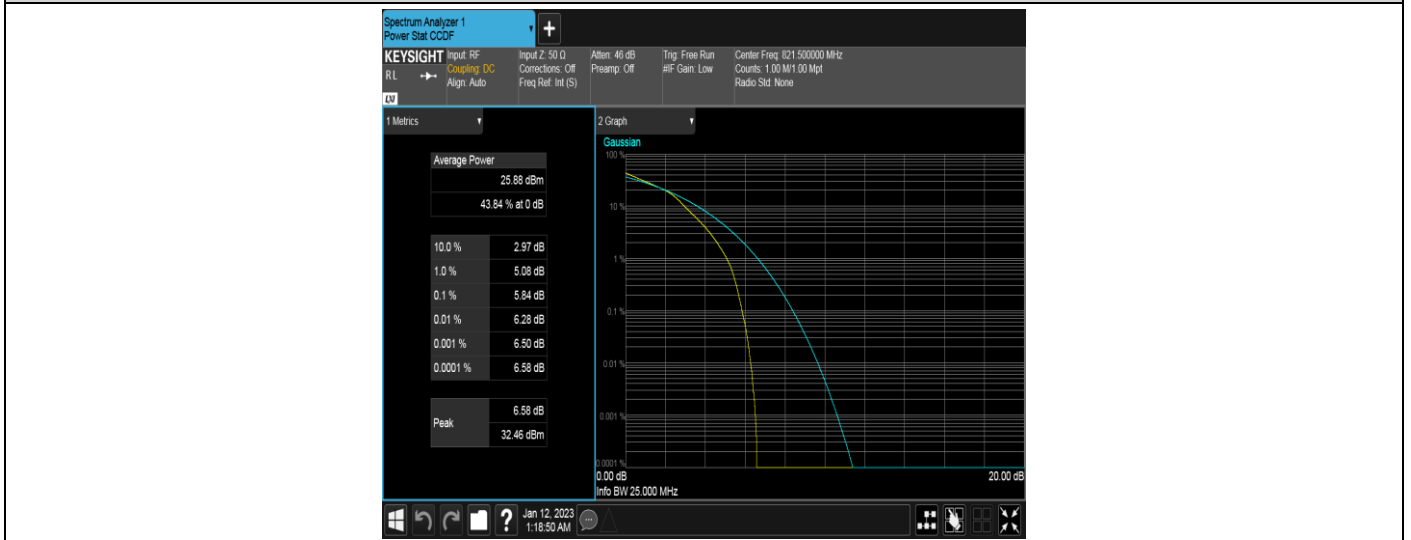 Spectrum Analyzer 1
Power Stat CCDF
+
KEYSIGHT Input: RF Input Z: 50 Ω Atten: 46 dB Trig: Free Run Center Freq: 821.500000 MHz
RL Coupling: DC Corrections: Off Preamp: Off #IF Gain: Low Counts: 1.00 M/1.00 Mpt
Align: Auto Freq Ref: Int (S) Radio Std: None
LXI
1 Metrics
2 Graph
Gaussian
Average Power
25.88 dBm
43.84 % at 0 dB
10.0 % 2.97 dB
1.0 % 5.08 dB
0.1 % 5.84 dB
0.01 % 6.28 dB
0.001 % 6.50 dB
0.0001 % 6.58 dB
Peak
6.58 dB
32.46 dBm
100 %
10 %
1 %
0.1 %
0.01 %
0.001 %
0.0001 %
0.00 dB 20.00 dB
Info BW 25.000 MHz
? Jan 12, 2023
1:18:50 AM